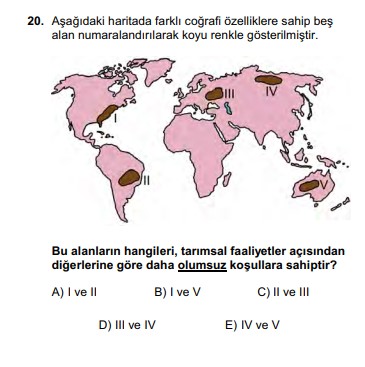 20. Aşağıdaki haritada farklı coğrafi özelliklere sahip beş
alan numaralandırılarak koyu renkle gösterilmiştir.
I
II
III
IV
V
Bu alanların hangileri, tarımsal faaliyetler açısından
diğerlerine göre daha olumsuz koşullara sahiptir?
A) I ve II B) I ve V C) II ve III
D) III ve IV E) IV ve V